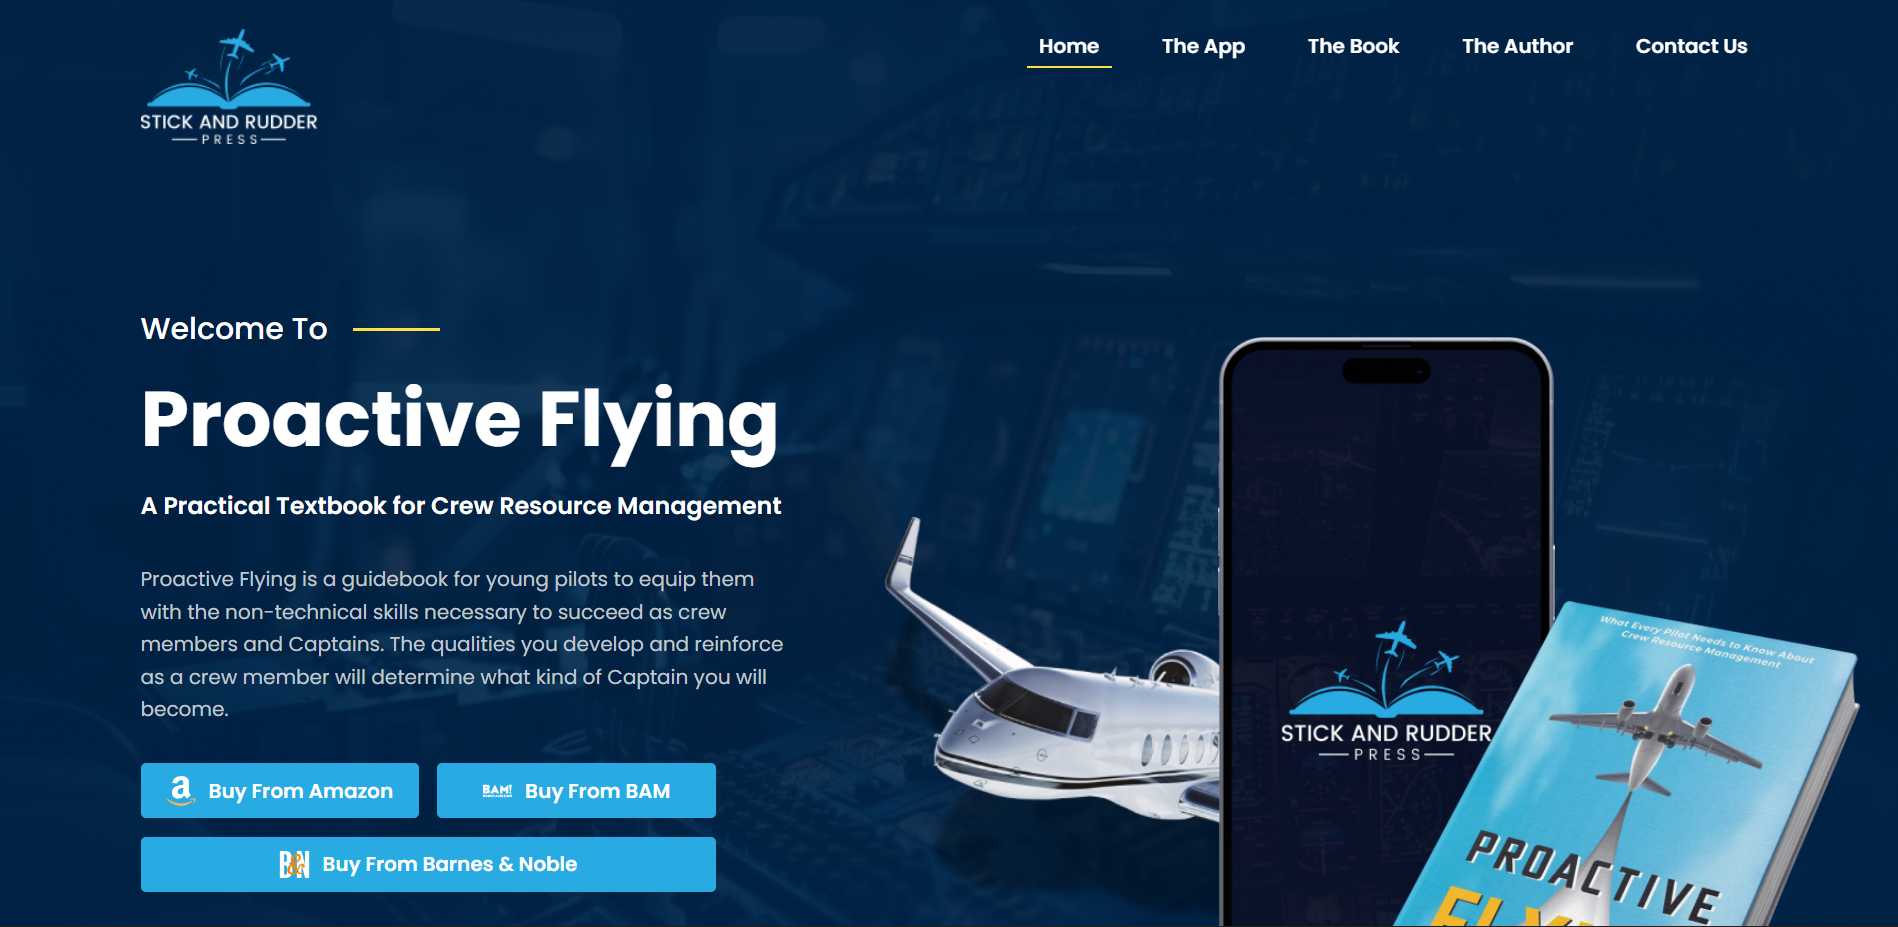 STICK AND RUDDER
PRESS
Home
The App
The Book
The Author
Contact Us
Welcome To
Proactive Flying
A Practical Textbook for Crew Resource Management
Proactive Flying is a guidebook for young pilots to equip them
with the non-technical skills necessary to succeed as crew
members and Captains. The qualities you develop and reinforce
as a crew member will determine what kind of Captain you will
become.
a Buy From Amazon
BAM! Buy From BAM
B&N Buy From Barnes & Noble
STICK AND RUDDER
PRESS
What Every Pilot Needs to Know About
Crew Resource Management
PROACTIVE